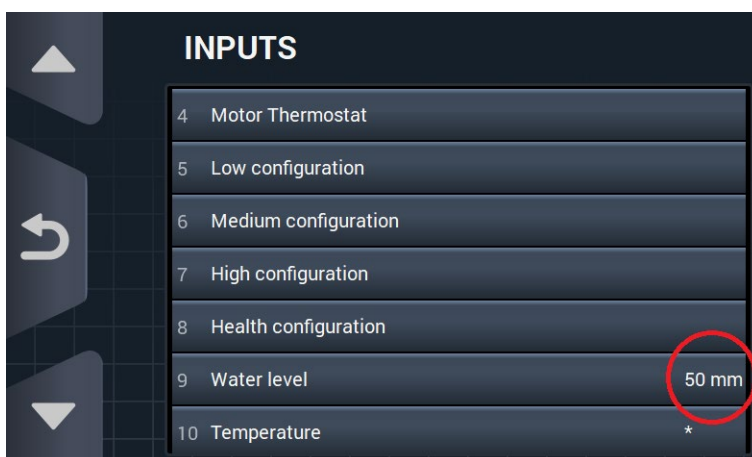 INPUTS
4 Motor Thermostat
5 Low configuration
6 Medium configuration
7 High configuration
8 Health configuration
9 Water level 50 mm
10 Temperature *